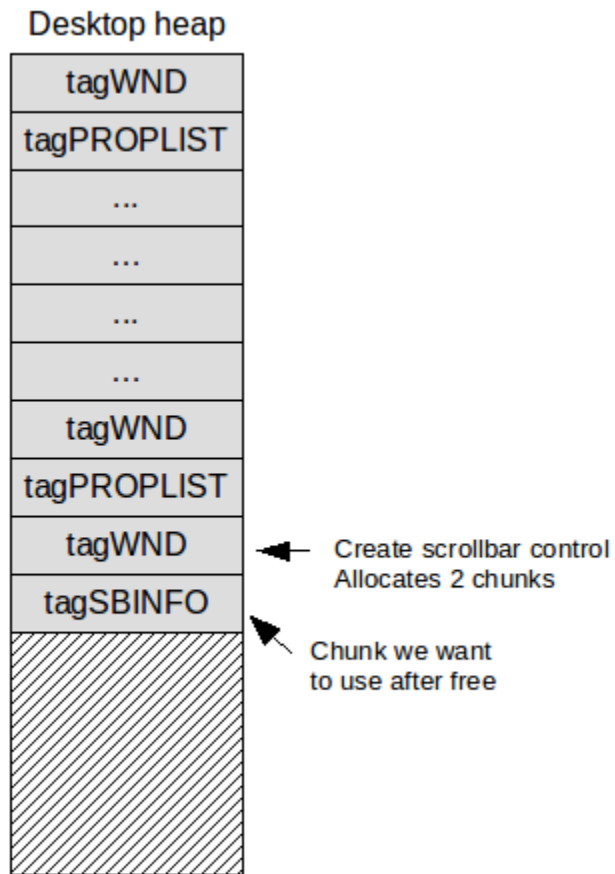 Desktop heap
tagWND
tagPROPLIST
...
...
...
...
tagWND
tagPROPLIST
tagWND
Create scrollbar control
Allocates 2 chunks
tagSBINFO
Chunk we want
to use after free